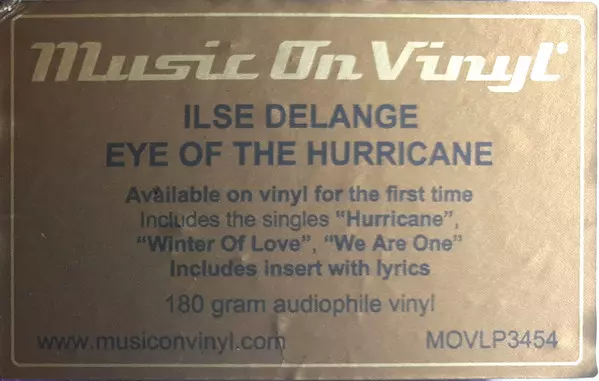 Music On Vinyl®
ILSE DELANGE
EYE OF THE HURRICANE
Available on vinyl for the first time
Includes the singles "Hurricane",
"Winter Of Love", "We Are One"
Includes insert with lyrics
180 gram audiophile vinyl
www.musiconvinyl.com MOVLP3454